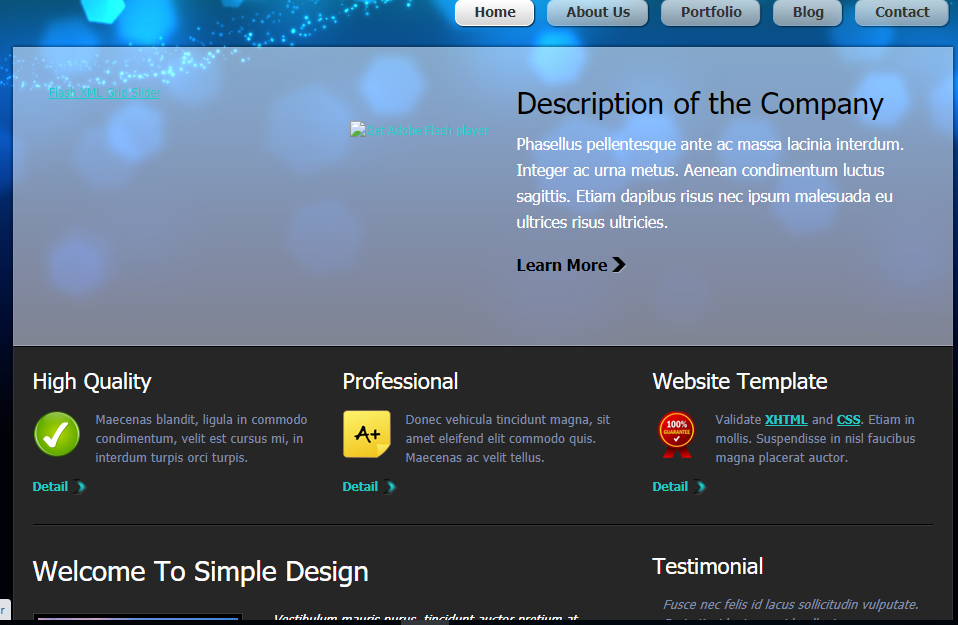 Home About Us Portfolio Blog Contact
Flash XML Grid Slider
Get Adobe Flash player
Description of the Company
Phasellus pellentesque ante ac massa lacinia interdum.
Integer ac urna metus. Aenean condimentum luctus
sagittis. Etiam dapibus risus nec ipsum malesuada eu
ultrices risus ultricies.
Learn More
High Quality
Maecenas blandit, ligula in commodo
condimentum, velit est cursus mi, in
interdum turpis orci turpis.
Detail
Professional
A+
Donec vehicula tincidunt magna, sit
amet eleifend elit commodo quis.
Maecenas ac velit tellus.
Detail
Website Template
100%
GUARANTEE
Validate XHTML and CSS. Etiam in
mollis. Suspendisse in nisl faucibus
magna placerat auctor.
Detail
Welcome To Simple Design
Vestibulum mauris purus, tincidunt auctor pretium at
Testimonial
Fusce nec felis id lacus sollicitudin vulputate.
r